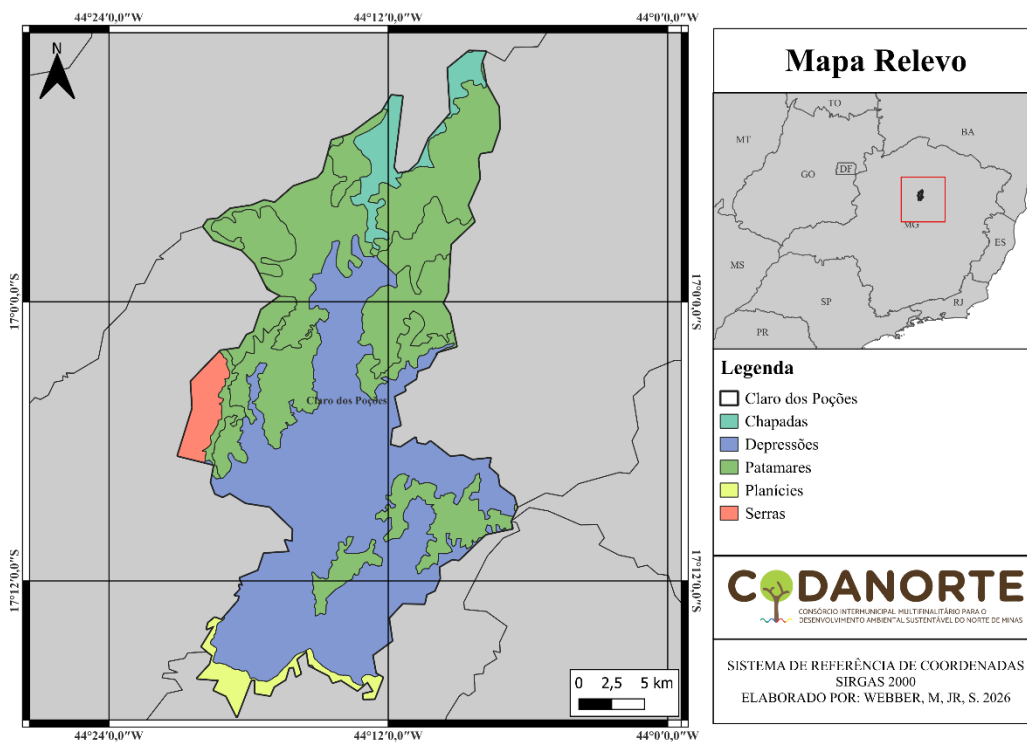 44°24'0,0"W
44°12'0,0"W
44°0'0,0"W
N
17°0'0,0"S
17°0'0,0"S
Claro dos Poções
17°12'0,0"S
17°12'0,0"S
0 2,5 5 km
44°24'0,0"W
44°12'0,0"W
44°0'0,0"W
Mapa Relevo
TO
MT
BA
GO
DF
MG
ES
MS
SP
RJ
PR
Legenda
Claro dos Poções
Chapadas
Depressões
Patamares
Planícies
Serras
CODANORTE
CONSÓRCIO INTERMUNICIPAL MULTIFINALITÁRIO PARA O
DESENVOLVIMENTO AMBIENTAL SUSTENTÁVEL DO NORTE DE MINAS
SISTEMA DE REFERÊNCIA DE COORDENADAS
SIRGAS 2000
ELABORADO POR: WEBBER, M, JR, S. 2026